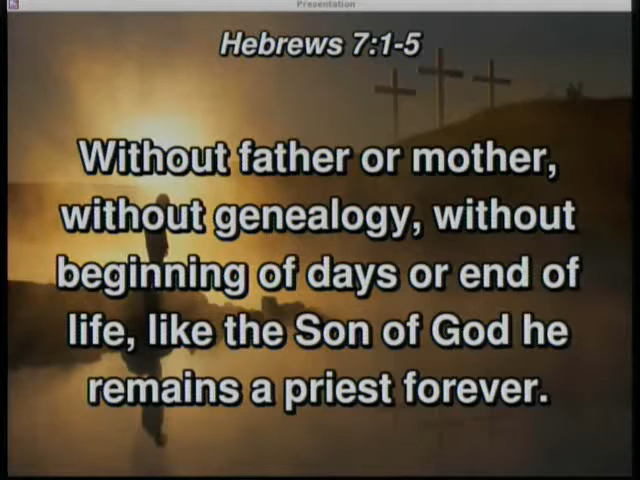 Presentation
Hebrews 7:1-5
Without father or mother,
without genealogy, without
beginning of days or end of
life, like the Son of God he
remains a priest forever.